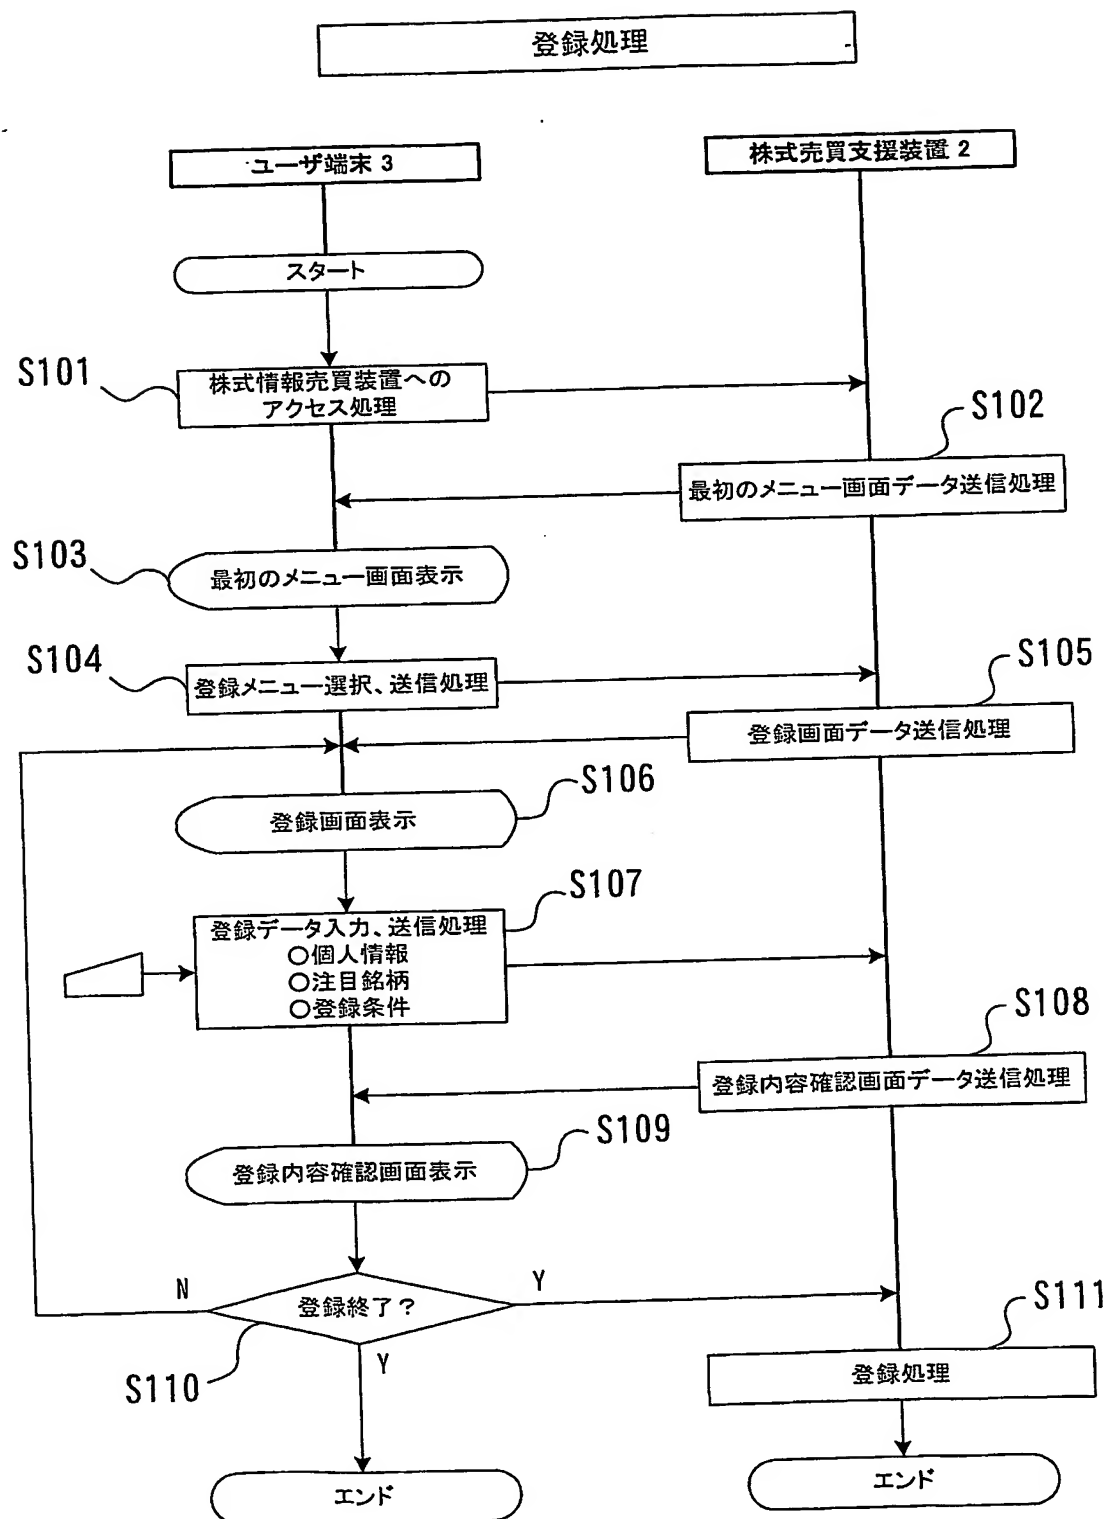 登録処理
ユーザ端末 3
株式売買支援装置 2
スタート
S101
株式情報売買装置への
アクセス処理
S102
最初のメニュー画面データ送信処理
S103
最初のメニュー画面表示
S104
登録メニュー選択、送信処理
S105
登録画面データ送信処理
S106
登録画面表示
S107
登録データ入力、送信処理
○個人情報
○注目銘柄
○登録条件
S108
登録内容確認画面データ送信処理
S109
登録内容確認画面表示
N
登録終了？
Y
S110
Y
S111
登録処理
エンド
エンド